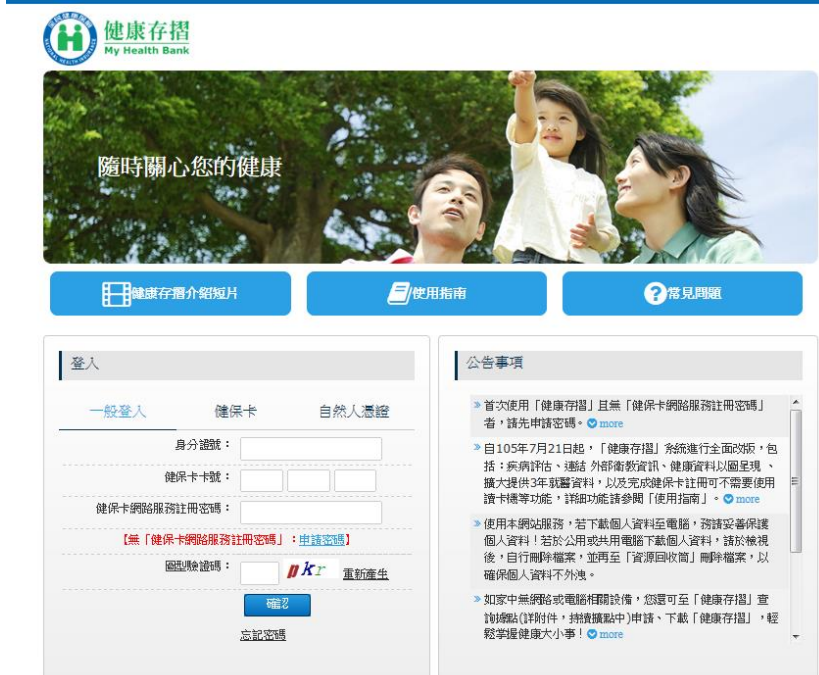 健康存摺
My Health Bank
隨時關心您的健康
健康存摺介紹短片
使用指南
常見問題
登入
一般登入 健保卡 自然人憑證
身分證號：
健保卡卡號：
健保卡網路服務註冊密碼：
【無「健保卡網路服務註冊密碼」：申請密碼】
圖型驗證碼：
pkr 重新產生
確認
忘記密碼
公告事項
首次使用「健康存摺」且無「健保卡網路服務註冊密碼」
者，請先申請密碼。more
自105年7月21日起，「健康存摺」系統進行全面改版，包
括：疾病評估、連結 外部衛教資訊、健康資料以圖呈現、
擴大提供3年就醫資料，以及完成健保卡註冊可不需要使用
讀卡機等功能，詳細功能請參閱「使用指南」。more
使用本網站服務，若下載個人資料至電腦，務請妥善保護
個人資料！若於公用或共用電腦下載個人資料，請於檢視
後，自行刪除檔案，並再至「資源回收筒」刪除檔案，以
確保個人資料不外洩。
如家中無網路或電腦相關設備，您還可至「健康存摺」查
詢據點(詳附件，持續擴點中)申請、下載「健康存摺」，輕
鬆掌握健康大小事！more